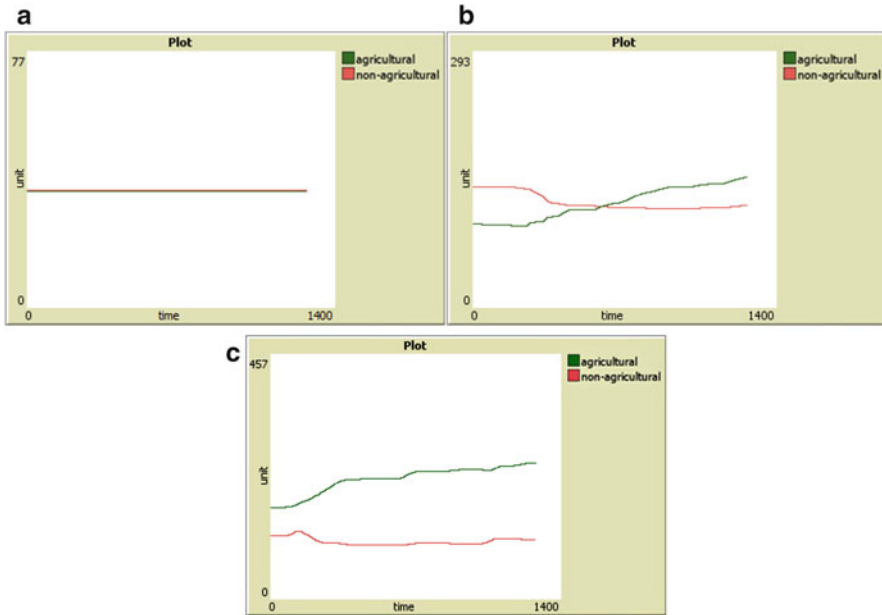 a
Plot
77
unit
0
0 time 1400
agricultural
non-agricultural
b
Plot
293
unit
0
0 time 1400
agricultural
non-agricultural
c
Plot
457
unit
0
0 time 1400
agricultural
non-agricultural